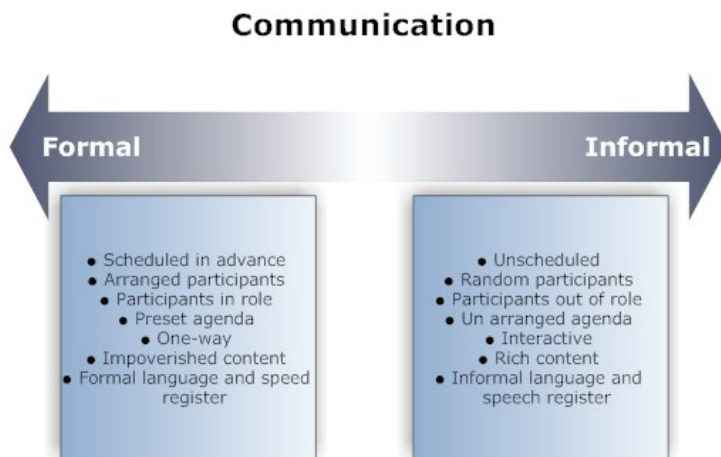 Communication
Formal
Informal
● Scheduled in advance
● Arranged participants
● Participants in role
● Preset agenda
● One-way
● Impoverished content
● Formal language and speed
register
● Unscheduled
● Random participants
● Participants out of role
● Un arranged agenda
● Interactive
● Rich content
● Informal language and
speech register